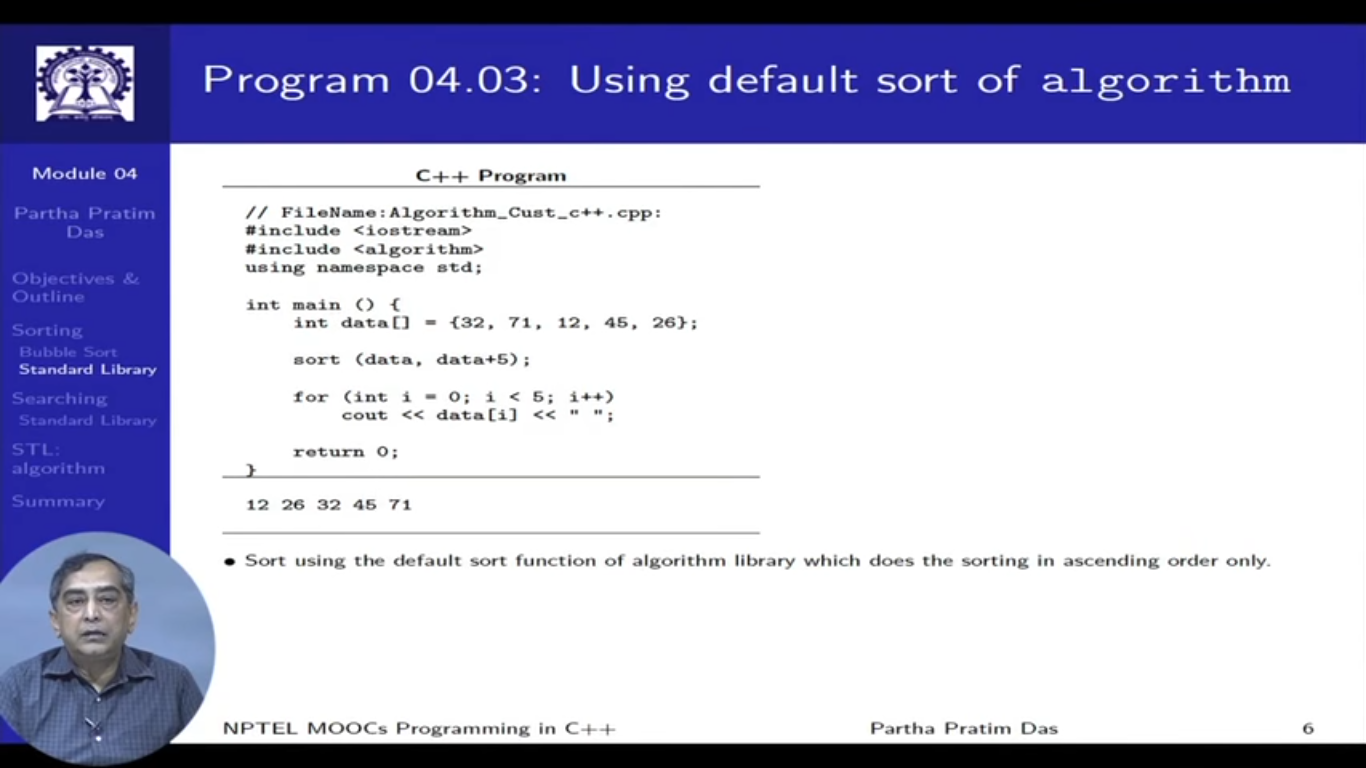 Program 04.03: Using default sort of algorithm
Module 04
Partha Pratim
Das
Objectives &
Outline
Sorting
Bubble Sort
Standard Library
Searching
Standard Library
STL:
algorithm
Summary
C++ Program
// FileName:Algorithm_Cust_c++.cpp:
#include <iostream>
#include <algorithm>
using namespace std;
int main () {
    int data[] = {32, 71, 12, 45, 26};
    sort (data, data+5);
    for (int i = 0; i < 5; i++)
        cout << data[i] << " ";
    return 0;
}
12 26 32 45 71
• Sort using the default sort function of algorithm library which does the sorting in ascending order only.
NPTEL MOOCs Programming in C++ Partha Pratim Das 6